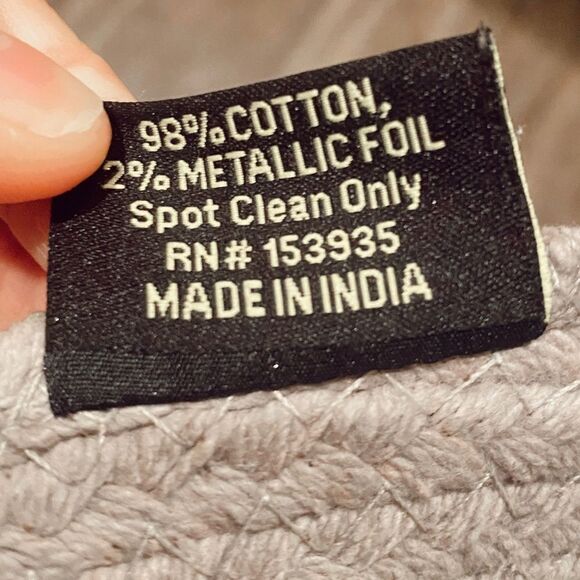 98% COTTON,
2% METALLIC FOIL
Spot Clean Only
RN# 153935
MADE IN INDIA